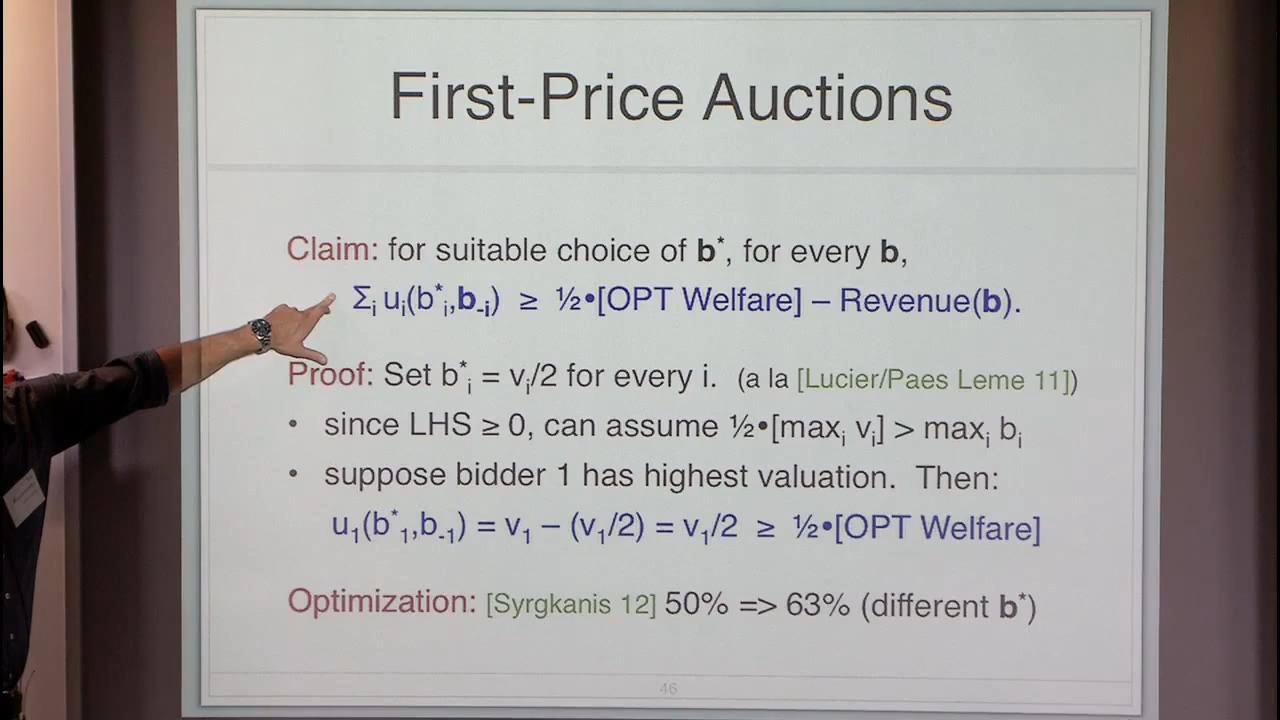 First-Price Auctions
Claim: for suitable choice of b*, for every b,
Σᵢ uᵢ(b*ᵢ,b₋ᵢ) ≥ ½•[OPT Welfare] – Revenue(b).
Proof: Set b*ᵢ = vᵢ/2 for every i. (a la [Lucier/Paes Leme 11])
• since LHS ≥ 0, can assume ½•[maxᵢ vᵢ] > maxᵢ bᵢ
• suppose bidder 1 has highest valuation. Then:
u₁(b*₁,b₋₁) = v₁ – (v₁/2) = v₁/2 ≥ ½•[OPT Welfare]
Optimization: [Syrgkanis 12] 50% => 63% (different b*)
46